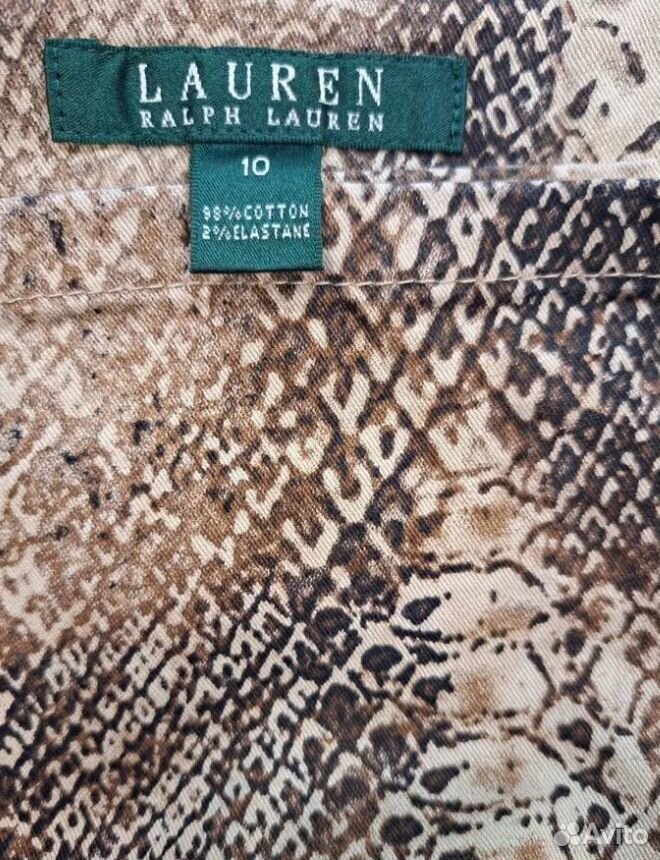 LAUREN
RALPH LAUREN
10
98%COTTON
2%ELASTANE
Avito